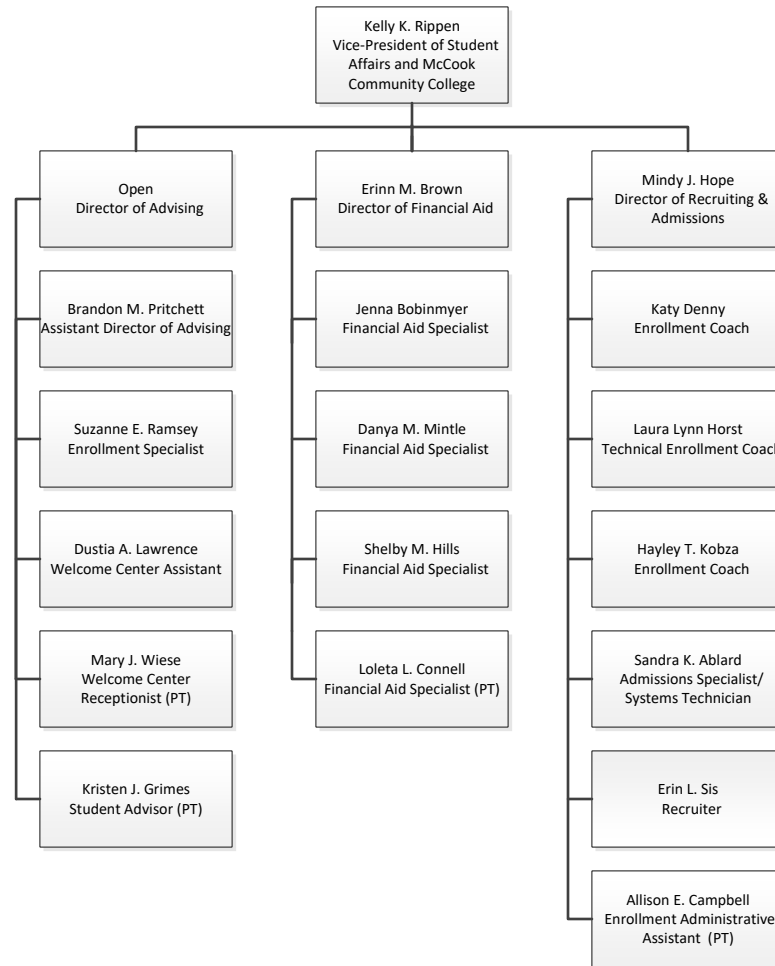 Kelly K. Rippen
Vice-President of Student
Affairs and McCook
Community College
Open
Director of Advising
Brandon M. Pritchett
Assistant Director of Advising
Suzanne E. Ramsey
Enrollment Specialist
Dustia A. Lawrence
Welcome Center Assistant
Mary J. Wiese
Welcome Center
Receptionist (PT)
Kristen J. Grimes
Student Advisor (PT)
Erinn M. Brown
Director of Financial Aid
Jenna Bobinmyer
Financial Aid Specialist
Danya M. Mintle
Financial Aid Specialist
Shelby M. Hills
Financial Aid Specialist
Loleta L. Connell
Financial Aid Specialist (PT)
Mindy J. Hope
Director of Recruiting &
Admissions
Katy Denny
Enrollment Coach
Laura Lynn Horst
Technical Enrollment Coach
Hayley T. Kobza
Enrollment Coach
Sandra K. Ablard
Admissions Specialist/
Systems Technician
Erin L. Sis
Recruiter
Allison E. Campbell
Enrollment Administrative
Assistant (PT)